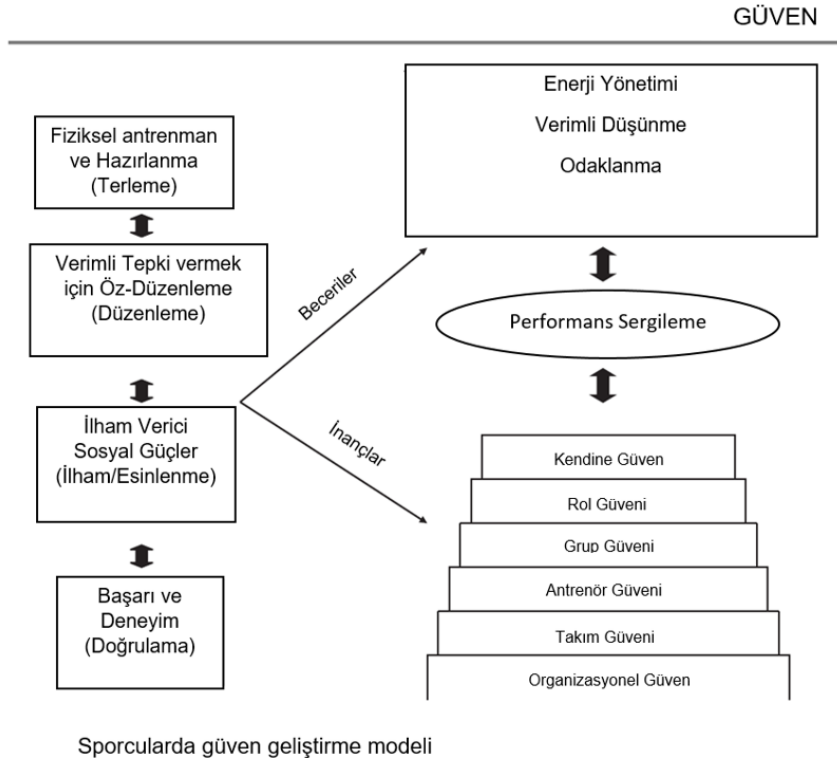 GÜVEN
Fiziksel antrenman
ve Hazırlanma
(Terleme)
Verimli Tepki vermek
için Öz-Düzenleme
(Düzenleme)
İlham Verici
Sosyal Güçler
(İlham/Esinlenme)
Başarı ve
Deneyim
(Doğrulama)
Beceriler
İnançlar
Enerji Yönetimi
Verimli Düşünme
Odaklanma
Performans Sergileme
Kendine Güven
Rol Güveni
Grup Güveni
Antrenör Güveni
Takım Güveni
Organizasyonel Güven
Sporcularda güven geliştirme modeli